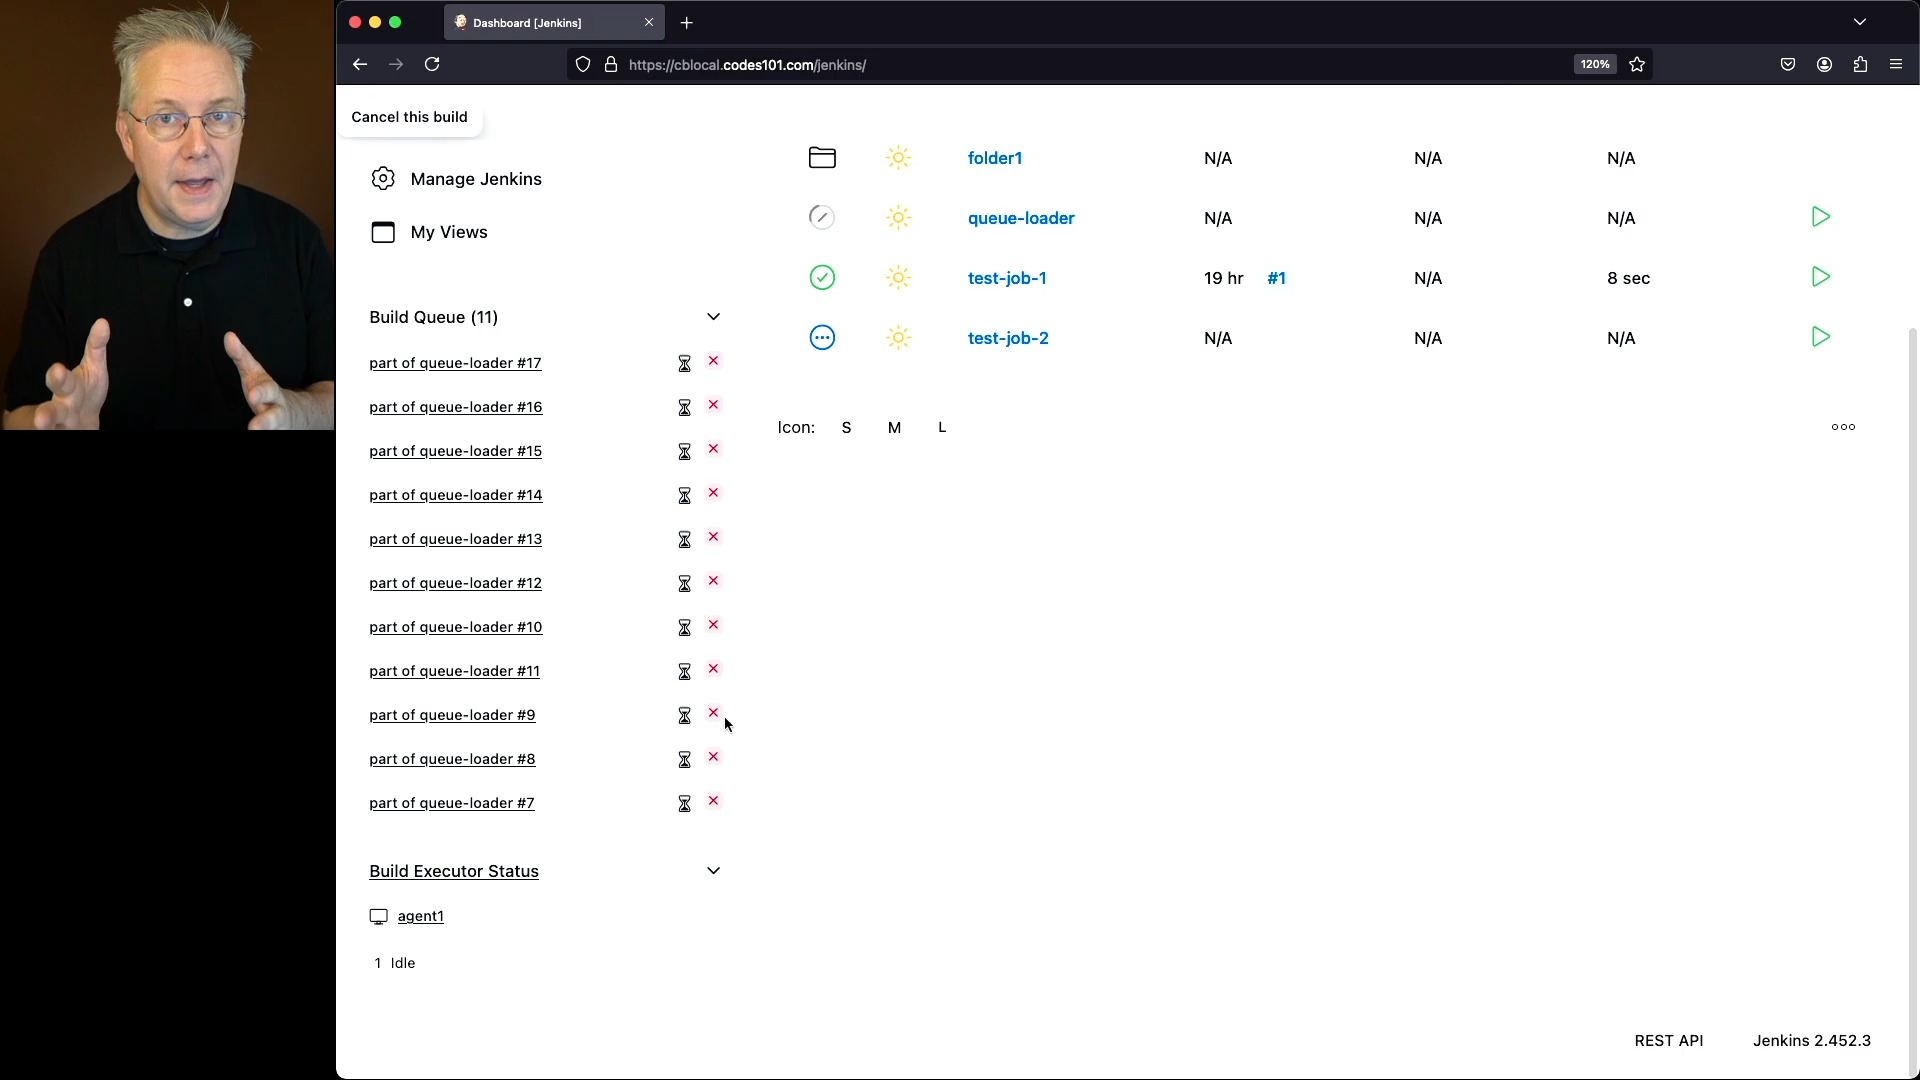 Dashboard [Jenkins]
https://cblocal.codes101.com/jenkins/
120%
Cancel this build
Manage Jenkins
My Views
folder1 N/A N/A N/A
queue-loader N/A N/A N/A
test-job-1 19 hr #1 N/A 8 sec
test-job-2 N/A N/A N/A
Icon: S M L
Build Queue (11)
part of queue-loader #17
part of queue-loader #16
part of queue-loader #15
part of queue-loader #14
part of queue-loader #13
part of queue-loader #12
part of queue-loader #10
part of queue-loader #11
part of queue-loader #9
part of queue-loader #8
part of queue-loader #7
Build Executor Status
agent1
1 Idle
REST API Jenkins 2.452.3